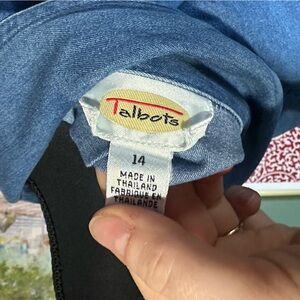 Talbots
14
MADE IN
THAILAND
FABRIQUÉ EN
THAILANDE